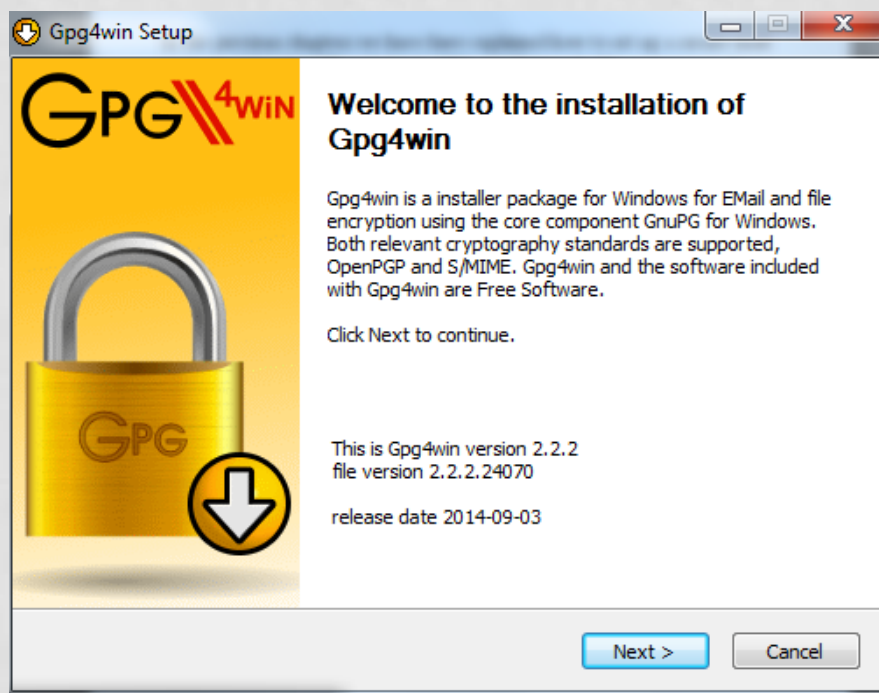 Gpg4win Setup
GPG4WIN
Welcome to the installation of
Gpg4win
Gpg4win is a installer package for Windows for EMail and file
encryption using the core component GnuPG for Windows.
Both relevant cryptography standards are supported,
OpenPGP and S/MIME. Gpg4win and the software included
with Gpg4win are Free Software.
Click Next to continue.
GPG
This is Gpg4win version 2.2.2
file version 2.2.2.24070
release date 2014-09-03
Next >
Cancel